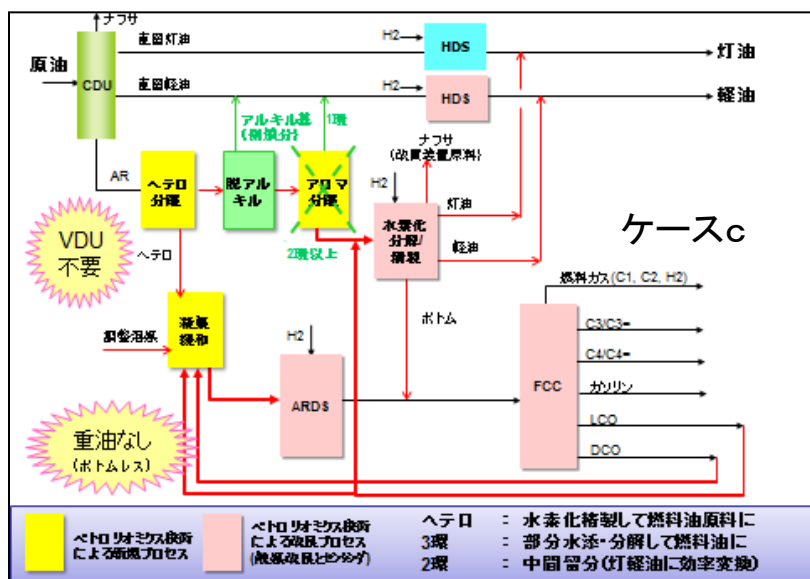 ナフサ
直留灯油
H2
HDS
灯油
原油
CDU
直留軽油
H2
HDS
軽油
アルキル基
(側鎖分)
1環
ナフサ
(改質装置原料)
AR
ヘテロ
分離
脱アル
キル
アロマ
分離
H2
水素化
分解/
精製
灯油
軽油
ケースc
2環以上
VDU
不要
ヘテロ
燃料ガス(C1, C2, H2)
凝集
緩和
調整溶媒
ボトム
C3/C3=
C4/C4=
ガソリン
H2
ARDS
FCC
LCO
DCO
重油なし
(ボトムレス)
ペトロリオミクス技術
による新規プロセス
ペトロリオミクス技術
による改良プロセス
ヘテロ : 水素化精製して燃料油原料に
3環 : 部分水添・分解して燃料油に
2環 : 中間留分(灯軽油に効率変換)